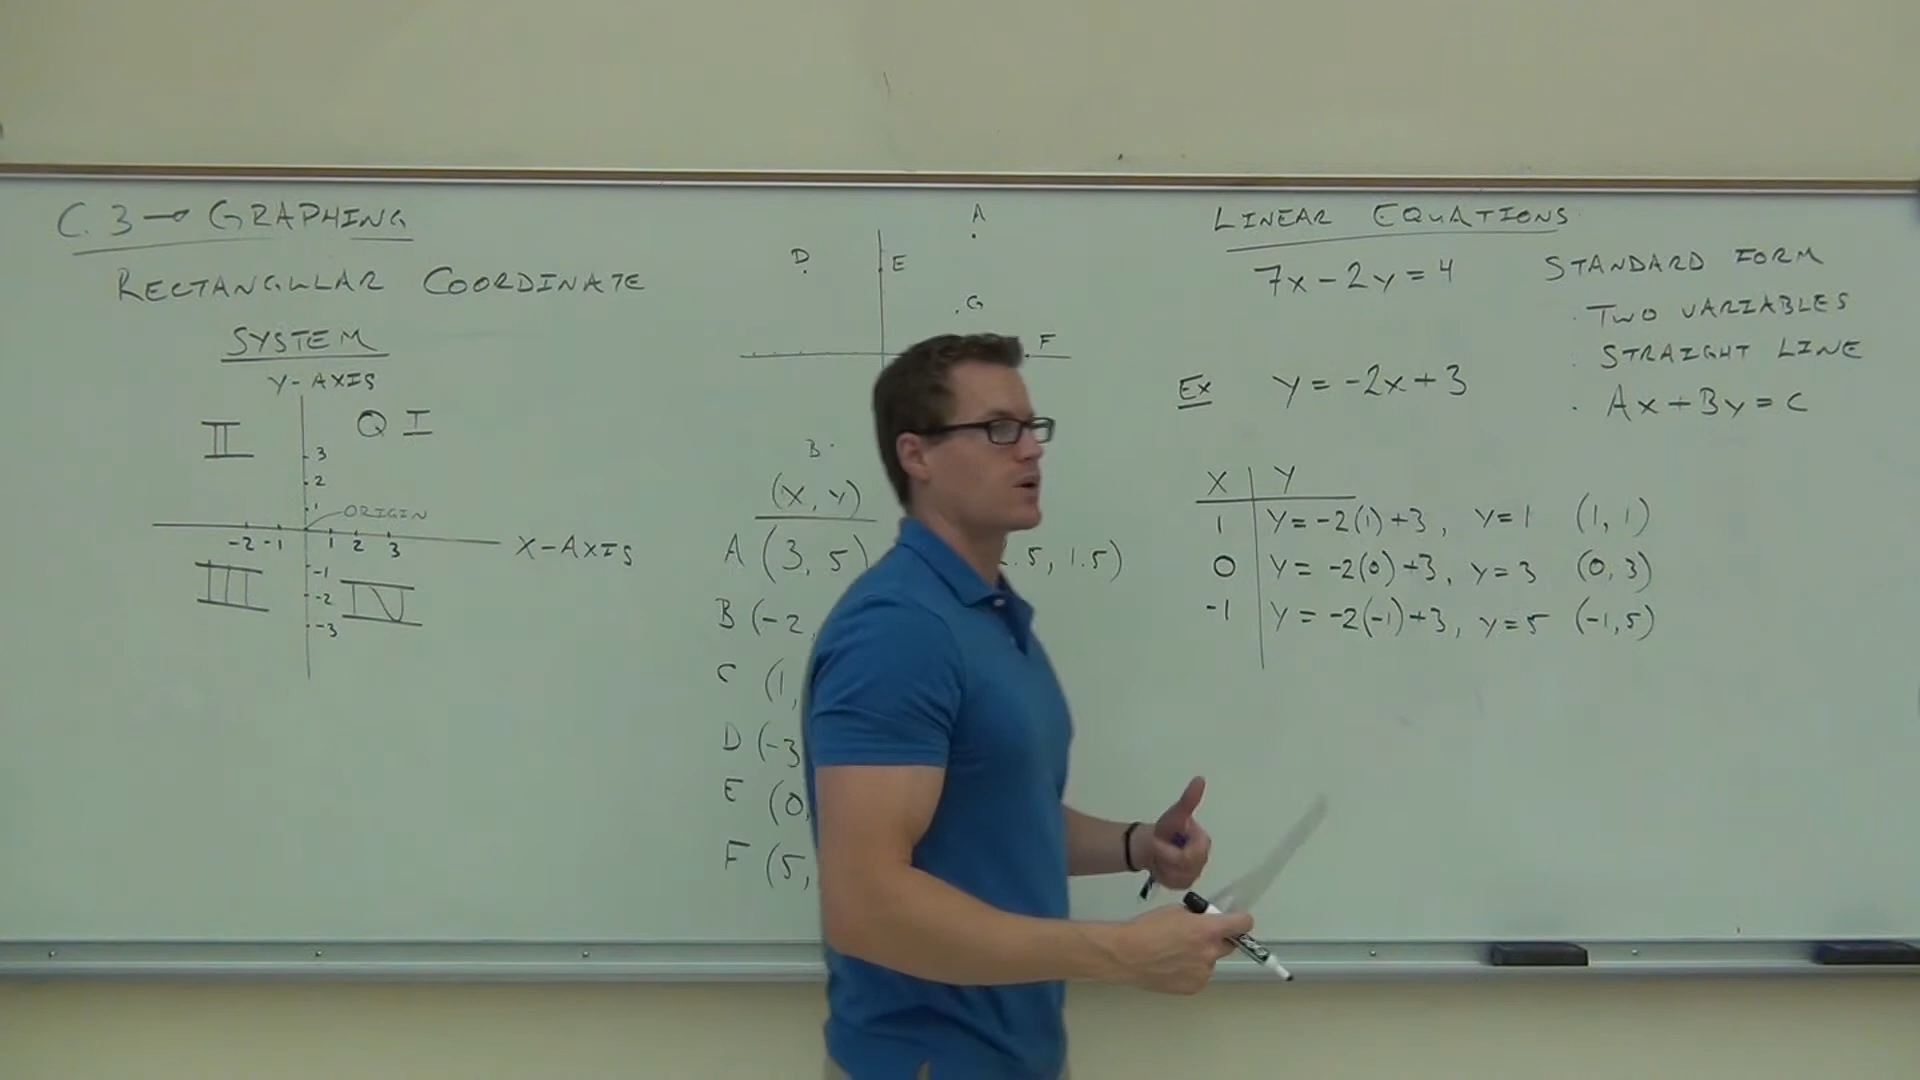 C.3 → GRAPHING
RECTANGULAR COORDINATE
SYSTEM
Y-AXIS
II
Q I
3
2
1
ORIGIN
-2 -1 1 2 3
X-AXIS
-1
-2
-3
III
IV
A
D
E
G
F
B
(X, Y)
A (3, 5)
.5, 1.5)
B (-2,
C (1,
D (-3
E (0,
F (5,
LINEAR EQUATIONS
7x-2y=4
STANDARD FORM
· TWO VARIABLES
· STRAIGHT LINE
· Ax+By=C
Ex y=-2x+3
X Y
1 Y=-2(1)+3, y=1 (1, 1)
0 Y=-2(0)+3, y=3 (0, 3)
-1 Y=-2(-1)+3, y=5 (-1,5)